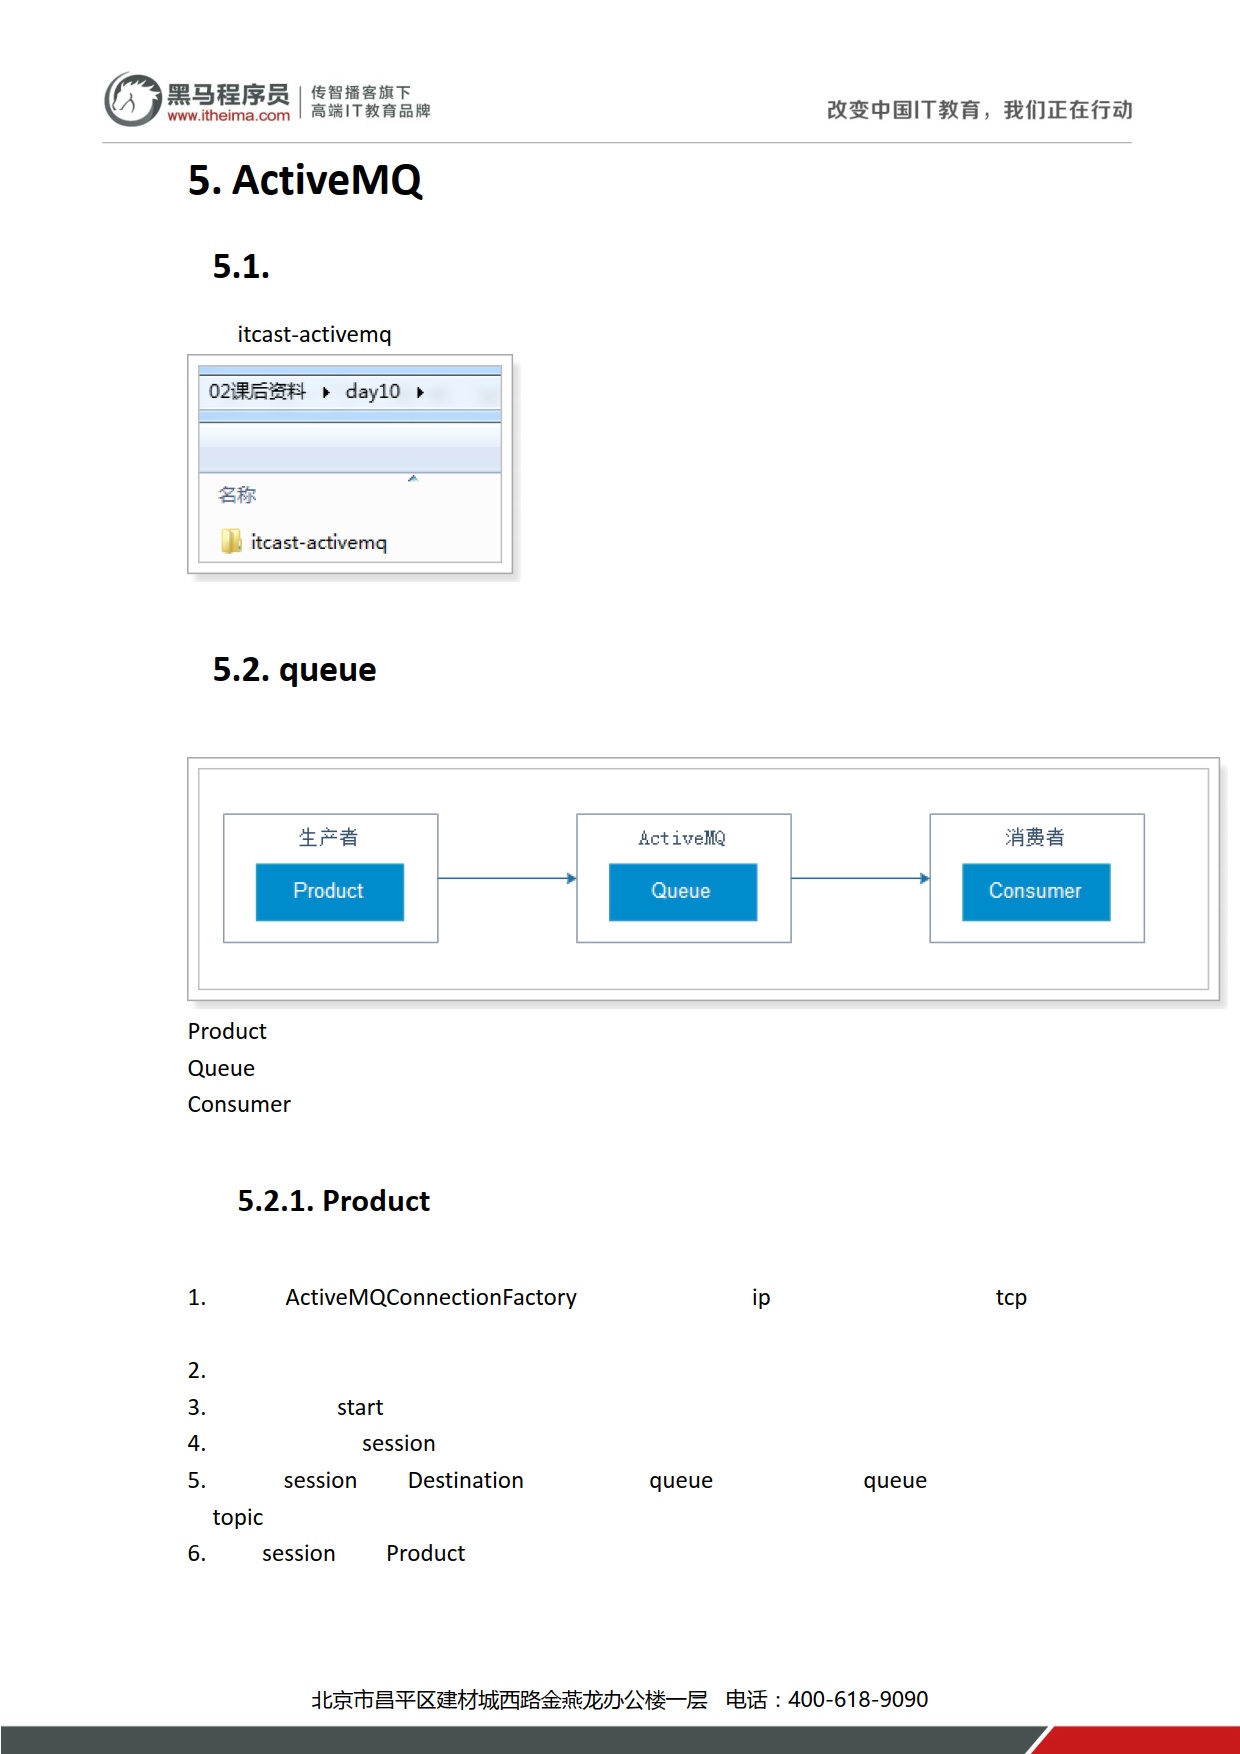 黑马程序员
www.itheima.com
传智播客旗下
高端IT教育品牌
改变中国IT教育，我们正在行动
5. ActiveMQ
5.1.
itcast-activemq
02课后资料 day10
名称
itcast-activemq
5.2. queue
生产者 ActiveMQ 消费者
Product Queue Consumer
Product
Queue
Consumer
5.2.1. Product
1. ActiveMQConnectionFactory ip tcp
2.
3. start
4. session
5. session Destination queue queue
topic
6. session Product
北京市昌平区建材城西路金燕龙办公楼一层 电话：400-618-9090